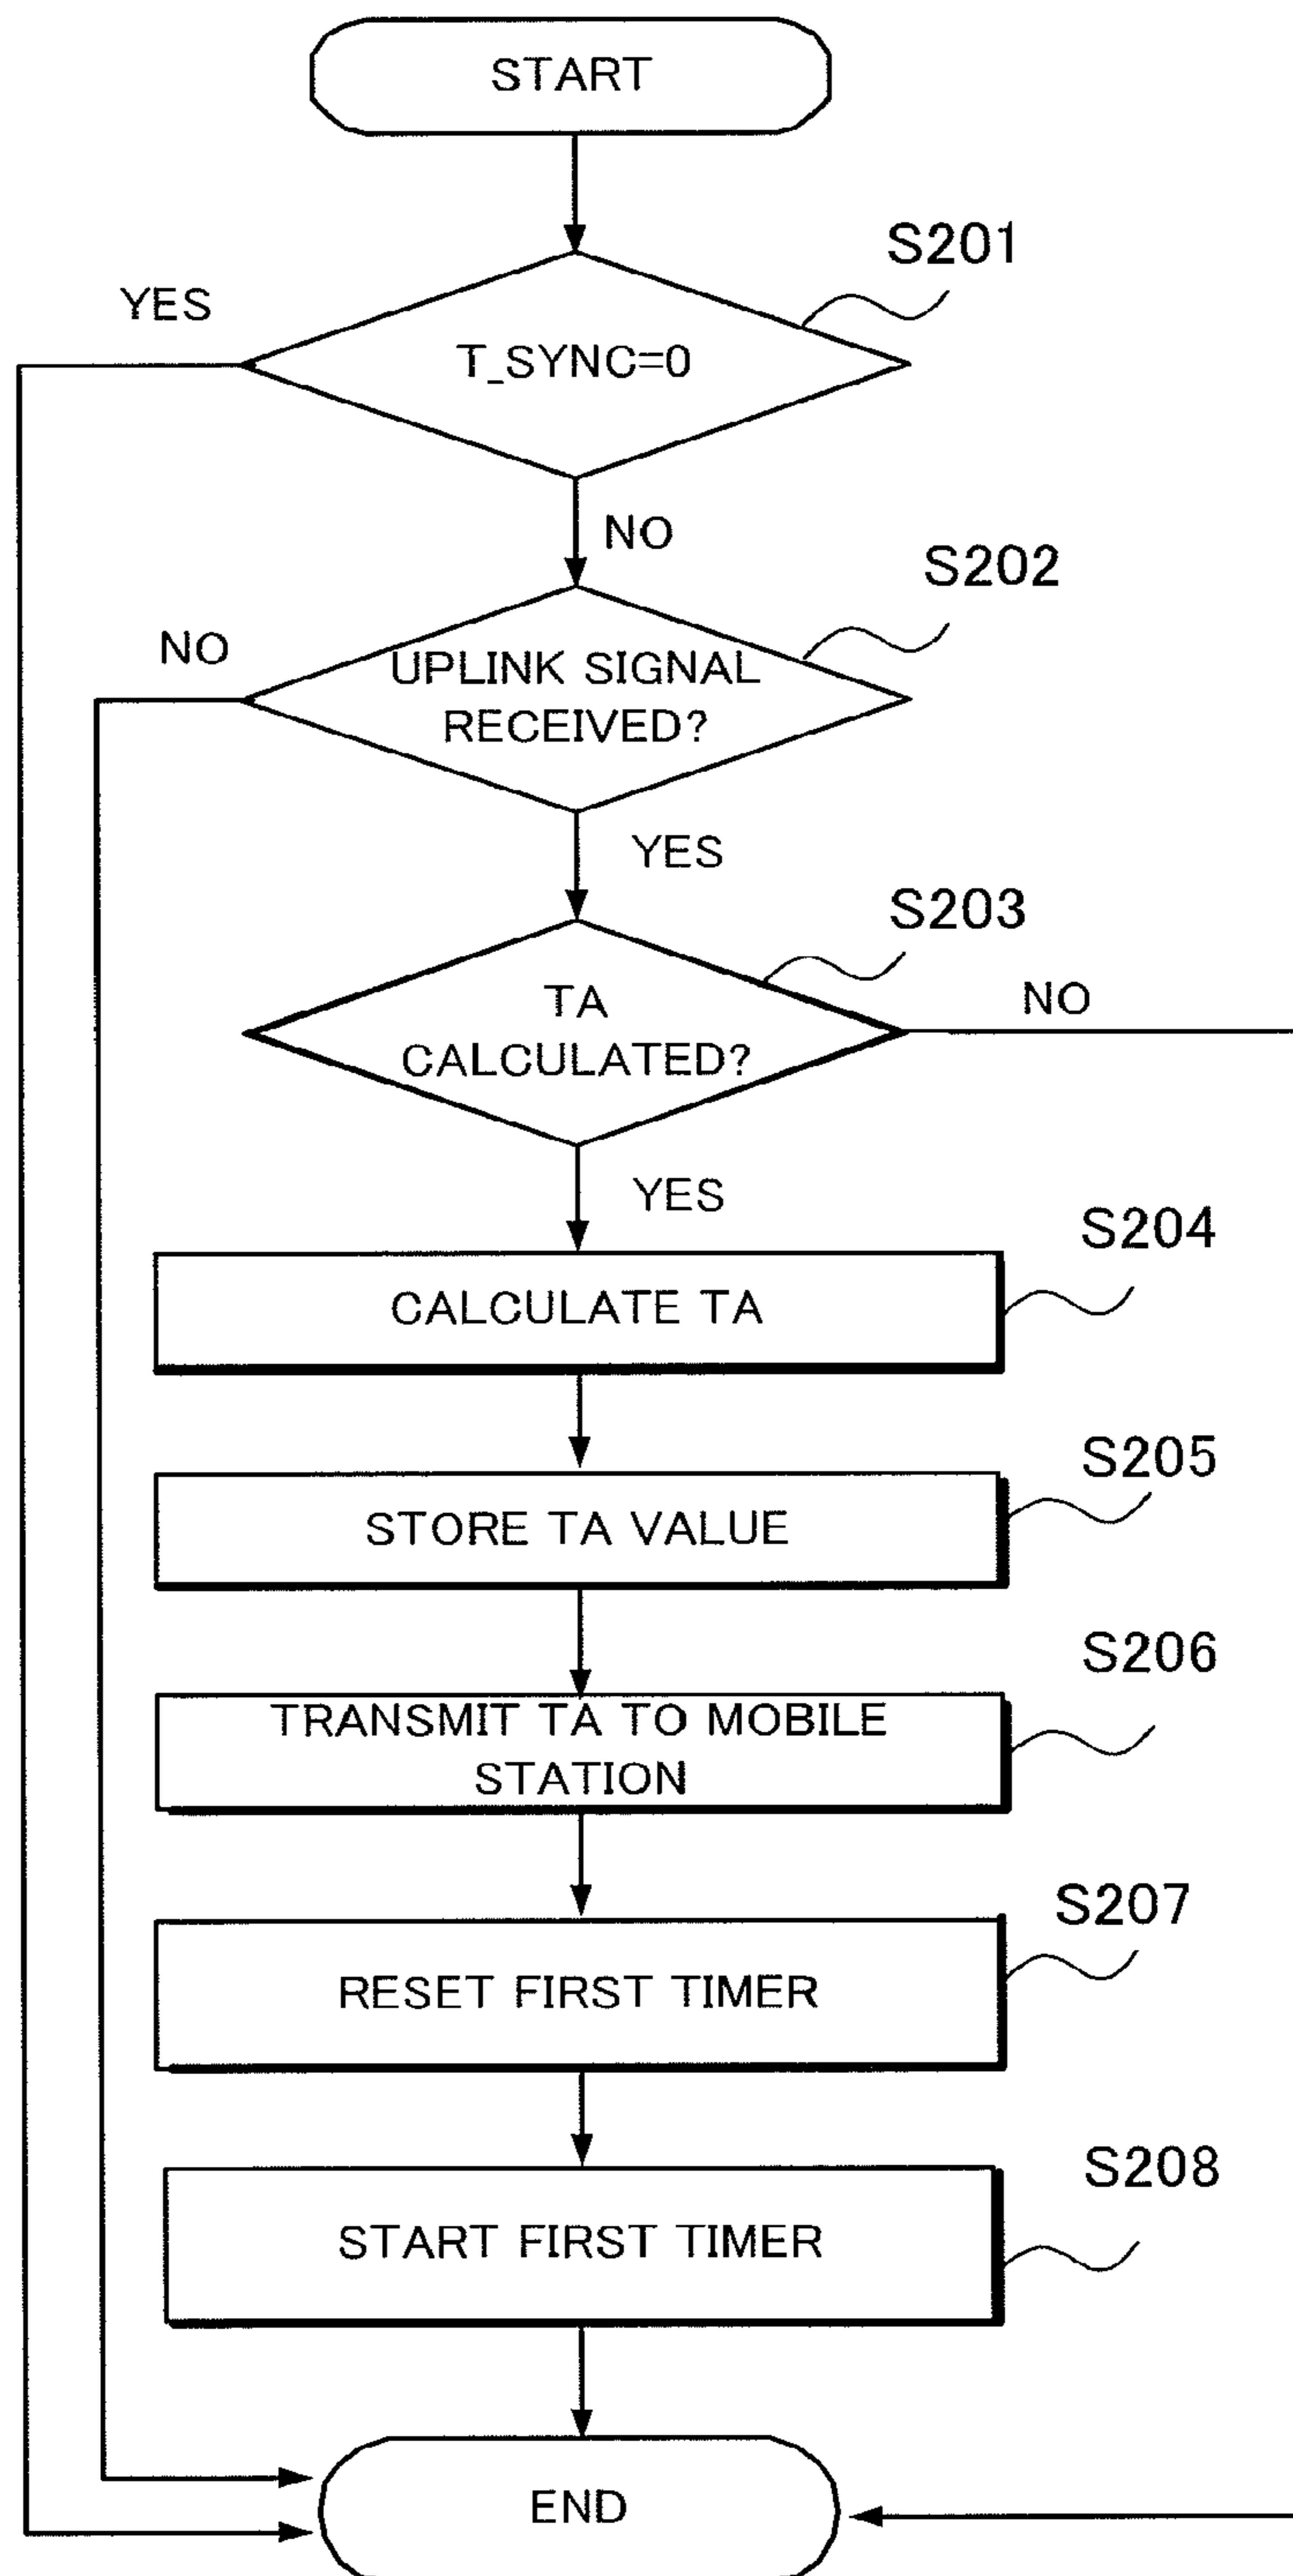 START
S201
YES
T_SYNC=0
NO
S202
NO
UPLINK SIGNAL
RECEIVED?
YES
S203
TA
CALCULATED?
NO
YES
S204
CALCULATE TA
S205
STORE TA VALUE
S206
TRANSMIT TA TO MOBILE
STATION
S207
RESET FIRST TIMER
S208
START FIRST TIMER
END